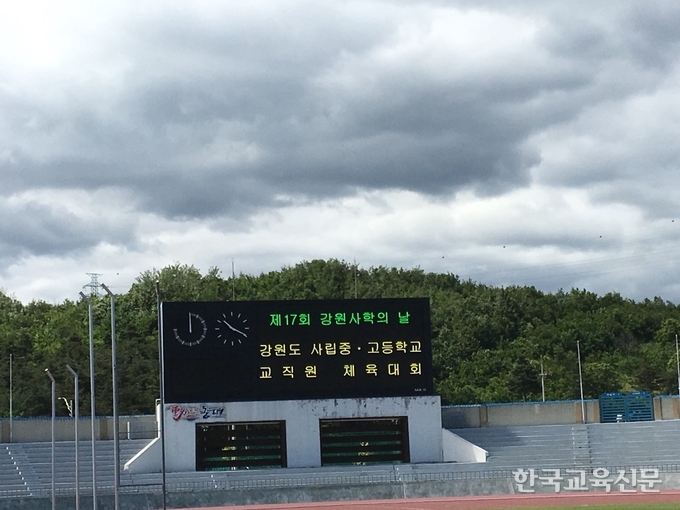 제17회 강원사학의 날
강원도 사립중·고등학교
교직원 체육대회
한국교육신문